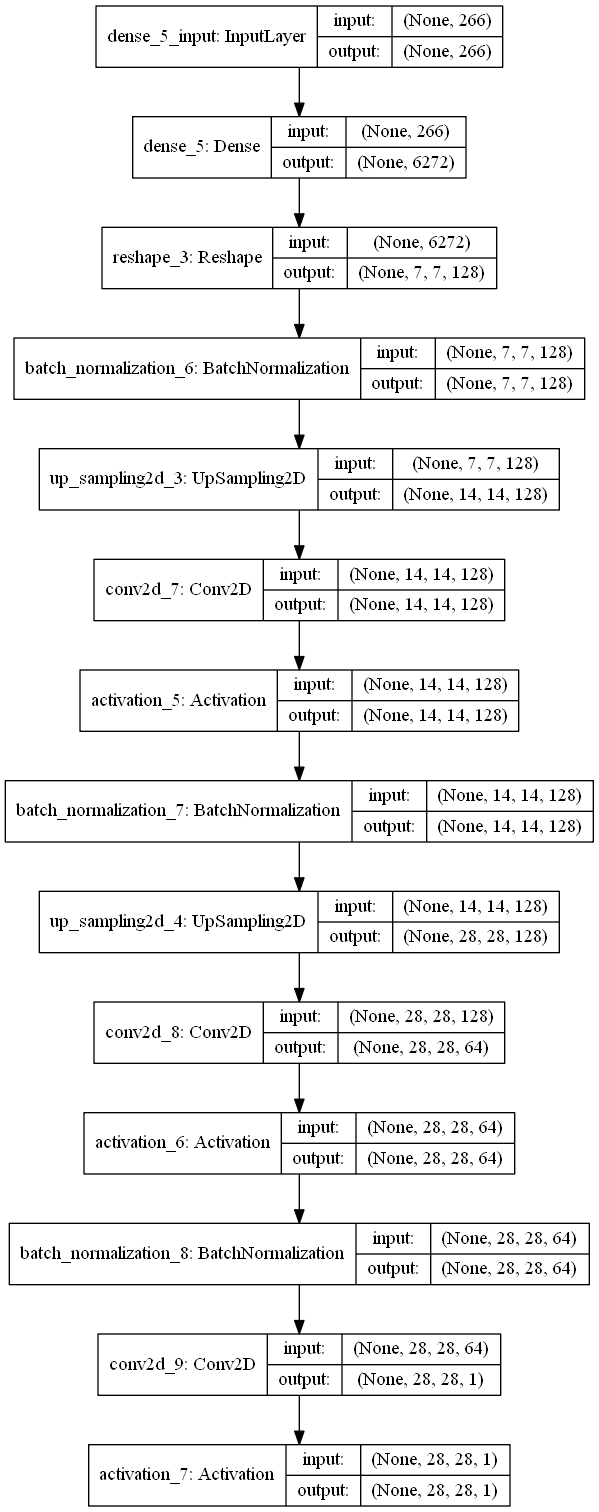 dense_5_input: InputLayer input: (None, 266)
output: (None, 266)
dense_5: Dense input: (None, 266)
output: (None, 6272)
reshape_3: Reshape input: (None, 6272)
output: (None, 7, 7, 128)
batch_normalization_6: BatchNormalization input: (None, 7, 7, 128)
output: (None, 7, 7, 128)
up_sampling2d_3: UpSampling2D input: (None, 7, 7, 128)
output: (None, 14, 14, 128)
conv2d_7: Conv2D input: (None, 14, 14, 128)
output: (None, 14, 14, 128)
activation_5: Activation input: (None, 14, 14, 128)
output: (None, 14, 14, 128)
batch_normalization_7: BatchNormalization input: (None, 14, 14, 128)
output: (None, 14, 14, 128)
up_sampling2d_4: UpSampling2D input: (None, 14, 14, 128)
output: (None, 28, 28, 128)
conv2d_8: Conv2D input: (None, 28, 28, 128)
output: (None, 28, 28, 64)
activation_6: Activation input: (None, 28, 28, 64)
output: (None, 28, 28, 64)
batch_normalization_8: BatchNormalization input: (None, 28, 28, 64)
output: (None, 28, 28, 64)
conv2d_9: Conv2D input: (None, 28, 28, 64)
output: (None, 28, 28, 1)
activation_7: Activation input: (None, 28, 28, 1)
output: (None, 28, 28, 1)